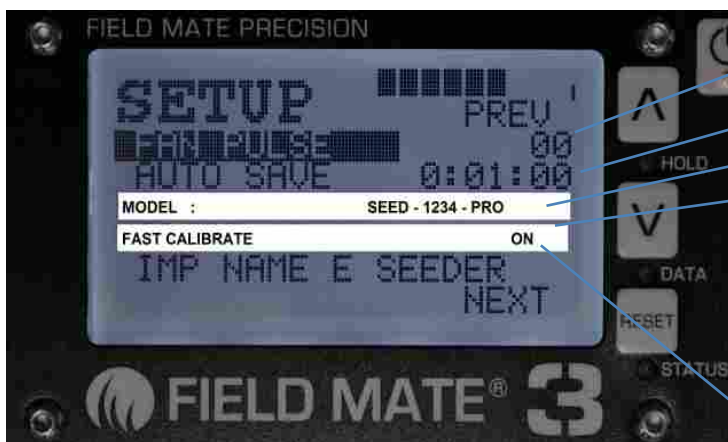 FIELD MATE PRECISION
SETUP
PREV
FAN PULSE 00
AUTO SAVE 0:01:00
MODEL : SEED - 1234 - PRO
FAST CALIBRATE ON
IMP NAME E SEEDER
NEXT
HOLD
DATA
RESET
STATUS
FIELD MATE® 3